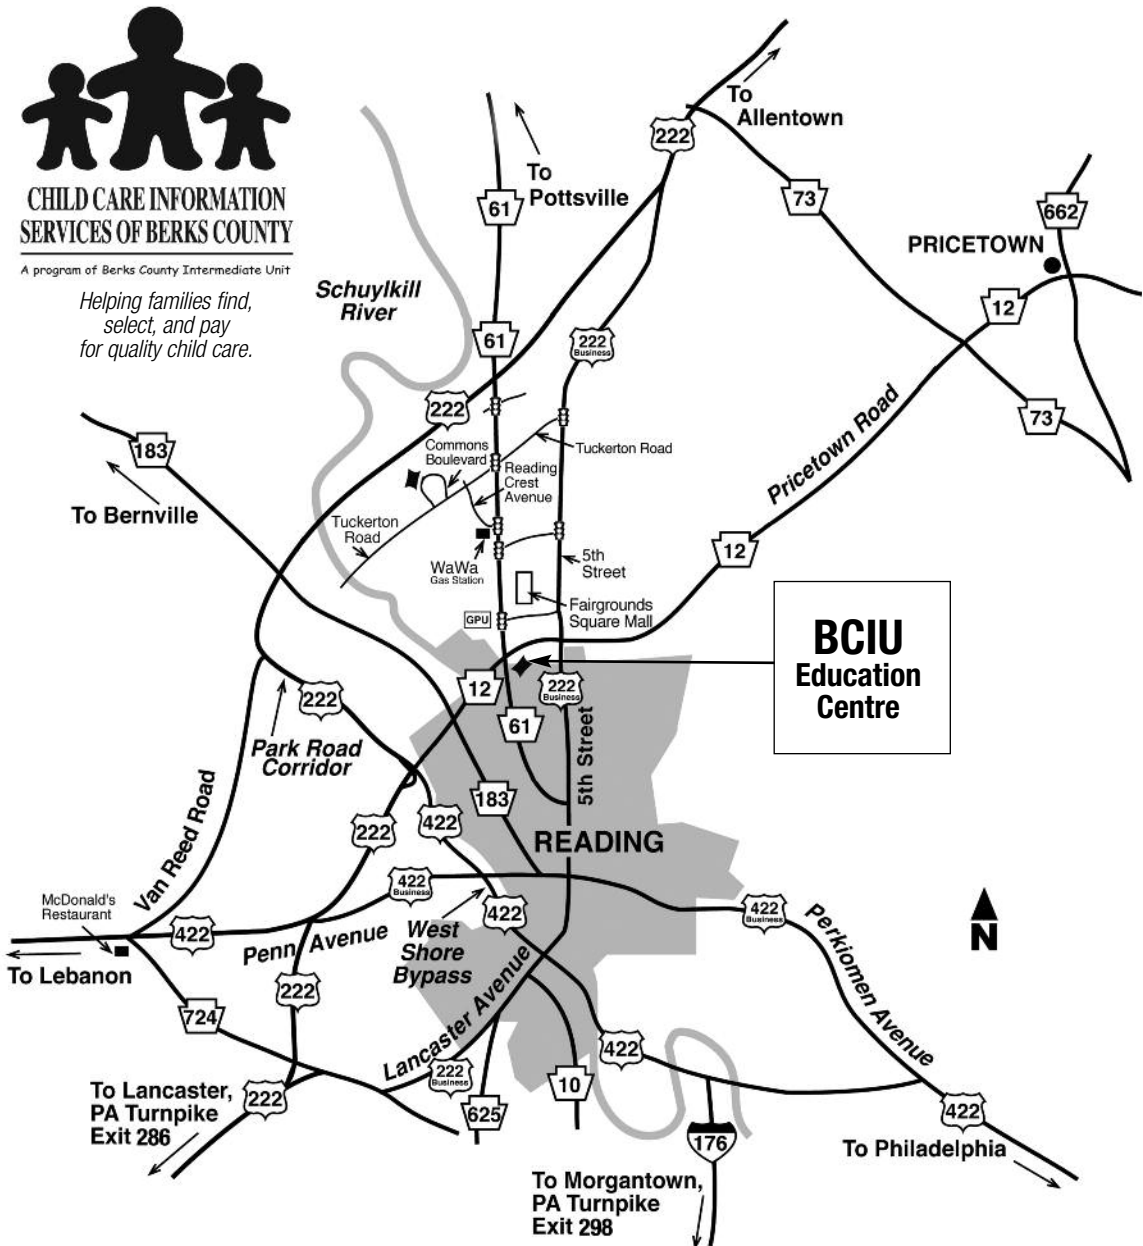 CHILD CARE INFORMATION
SERVICES OF BERKS COUNTY
A program of Berks County Intermediate Unit
Helping families find,
select, and pay
for quality child care.
To
Allentown
222
To
Pottsville
61
73
662
PRICETOWN
Schuylkill
River
12
61
222
Business
222
73
Pricetown Road
183
Commons
Boulevard
Tuckerton Road
Reading
Crest
Avenue
To Bernville
Tuckerton
Road
12
WaWa
Gas Station
5th
Street
Fairgrounds
Square Mall
GPU
BCIU
Education
Centre
12
222
Business
222
61
5th Street
Park Road
Corridor
183
422
222
Van Reed Road
READING
422
Business
McDonald's
Restaurant
422
Penn Avenue
West
Shore
Bypass
422
422
Business
Perkiomen Avenue
N
To Lebanon
222
724
Lancaster Avenue
422
222
Business
10
222
625
422
To Lancaster,
PA Turnpike
Exit 286
176
To Philadelphia
To Morgantown,
PA Turnpike
Exit 298